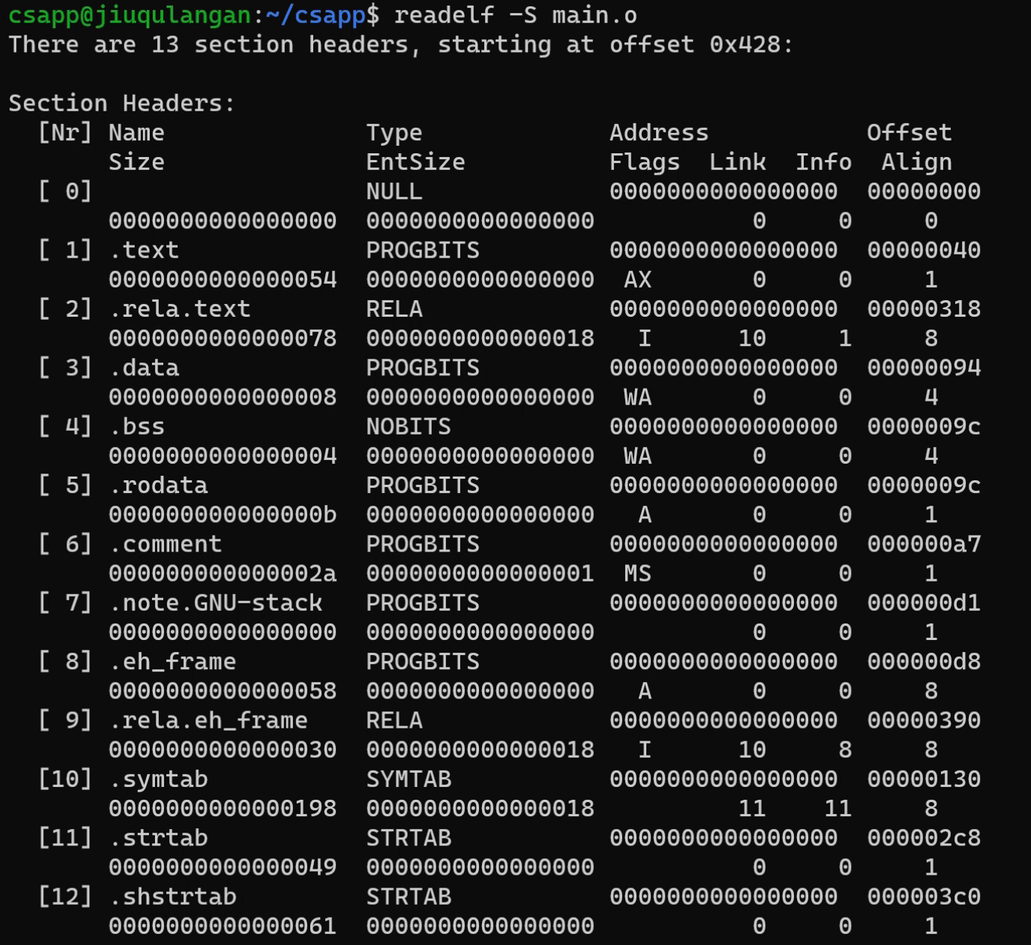 csapp@jiuqulangan:~/csapp$ readelf -S main.o
There are 13 section headers, starting at offset 0x428:

Section Headers:
  [Nr] Name              Type             Address           Offset
       Size              EntSize          Flags  Link  Info  Align
  [ 0]                   NULL             0000000000000000  00000000
       0000000000000000  0000000000000000           0     0     0
  [ 1] .text             PROGBITS         0000000000000000  00000040
       0000000000000054  0000000000000000  AX       0     0     1
  [ 2] .rela.text        RELA             0000000000000000  00000318
       0000000000000078  0000000000000018   I      10     1     8
  [ 3] .data             PROGBITS         0000000000000000  00000094
       0000000000000008  0000000000000000  WA       0     0     4
  [ 4] .bss              NOBITS           0000000000000000  0000009c
       0000000000000004  0000000000000000  WA       0     0     4
  [ 5] .rodata           PROGBITS         0000000000000000  0000009c
       000000000000000b  0000000000000000   A       0     0     1
  [ 6] .comment          PROGBITS         0000000000000000  000000a7
       000000000000002a  0000000000000001  MS       0     0     1
  [ 7] .note.GNU-stack   PROGBITS         0000000000000000  000000d1
       0000000000000000  0000000000000000           0     0     1
  [ 8] .eh_frame         PROGBITS         0000000000000000  000000d8
       0000000000000058  0000000000000000   A       0     0     8
  [ 9] .rela.eh_frame    RELA             0000000000000000  00000390
       0000000000000030  0000000000000018   I      10     8     8
  [10] .symtab           SYMTAB           0000000000000000  00000130
       0000000000000198  0000000000000018          11    11     8
  [11] .strtab           STRTAB           0000000000000000  000002c8
       0000000000000049  0000000000000000           0     0     1
  [12] .shstrtab         STRTAB           0000000000000000  000003c0
       0000000000000061  0000000000000000           0     0     1